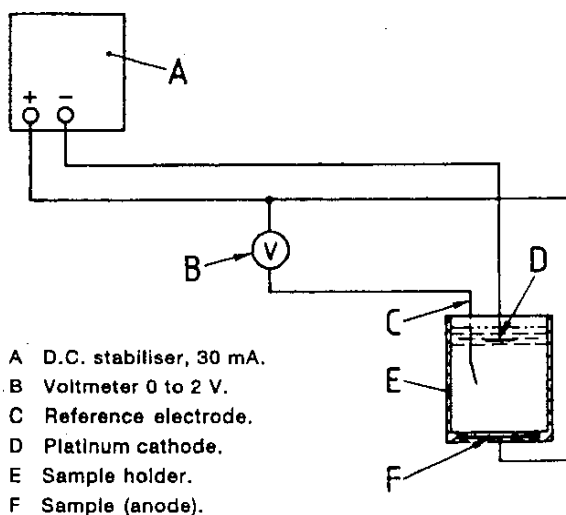 A
+ −
V
B
D
C
E
F
A D.C. stabiliser, 30 mA.
B Voltmeter 0 to 2 V.
C Reference electrode.
D Platinum cathode.
E Sample holder.
F Sample (anode).